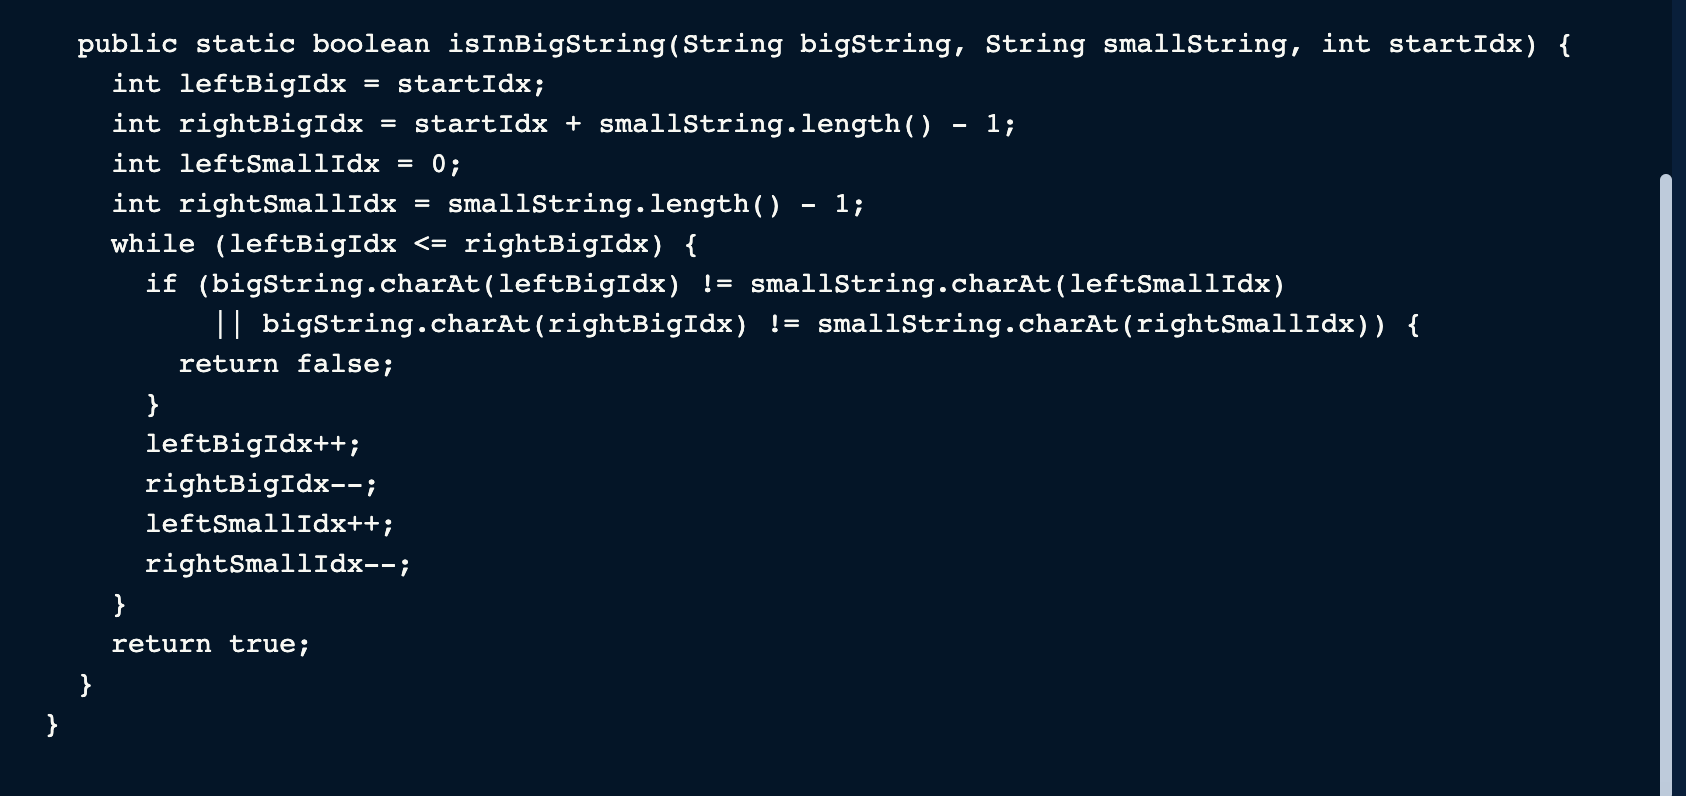 public static boolean isInBigString(String bigString, String smallString, int startIdx) {
int leftBigIdx = startIdx;
int rightBigIdx = startIdx + smallString.length() - 1;
int leftSmallIdx = 0;
int rightSmallIdx = smallString.length() - 1;
while (leftBigIdx <= rightBigIdx) {
if (bigString.charAt(leftBigIdx) != smallString.charAt(leftSmallIdx)
|| bigString.charAt(rightBigIdx) != smallString.charAt(rightSmallIdx)) {
return false;
}
leftBigIdx++;
rightBigIdx--;
leftSmallIdx++;
rightSmallIdx--;
}
return true;
}
}